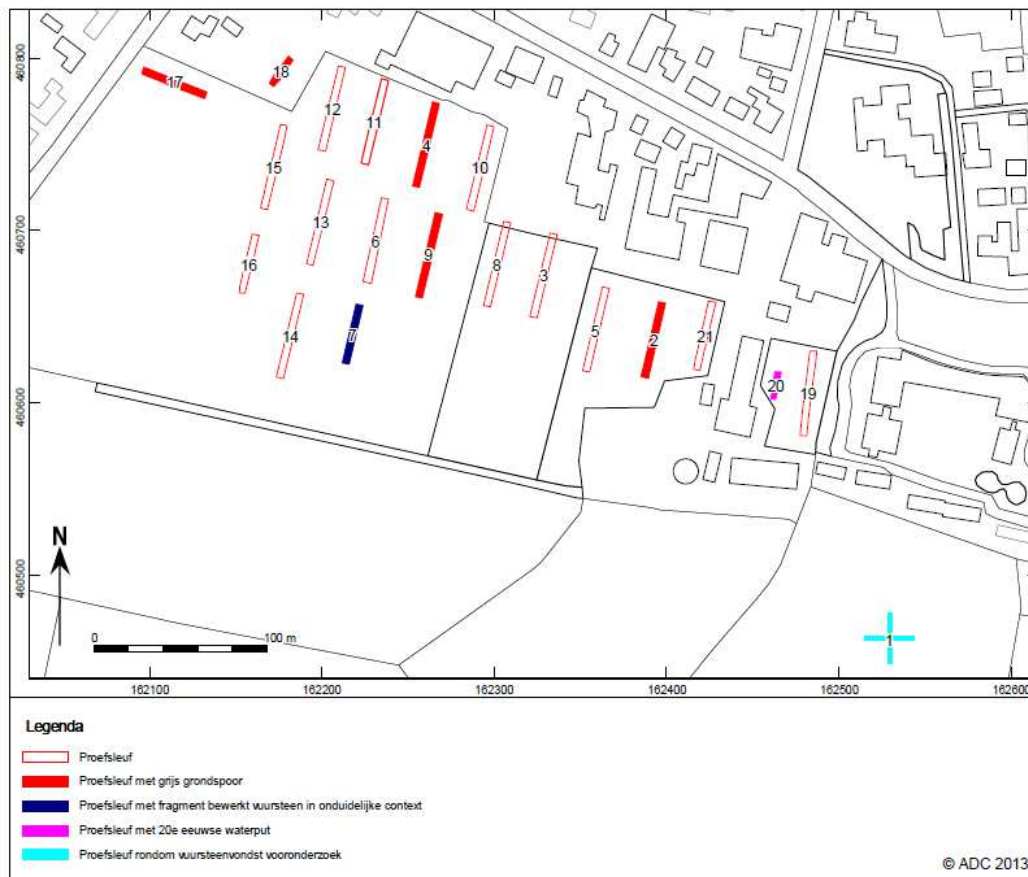 460800
460700
460600
460500
17
18
12
11
4
15
10
13
6
9
16
8
3
14
7
5
2
21
20
19
1
N
0 100 m
162100 162200 162300 162400 162500 162600
Legenda
Proefsleuf
Proefsleuf met grijs grondspoor
Proefsleuf met fragment bewerkt vuursteen in onduidelijke context
Proefsleuf met 20e eeuwse waterput
Proefsleuf rondom vuursteenvondst vooronderzoek
© ADC 2013